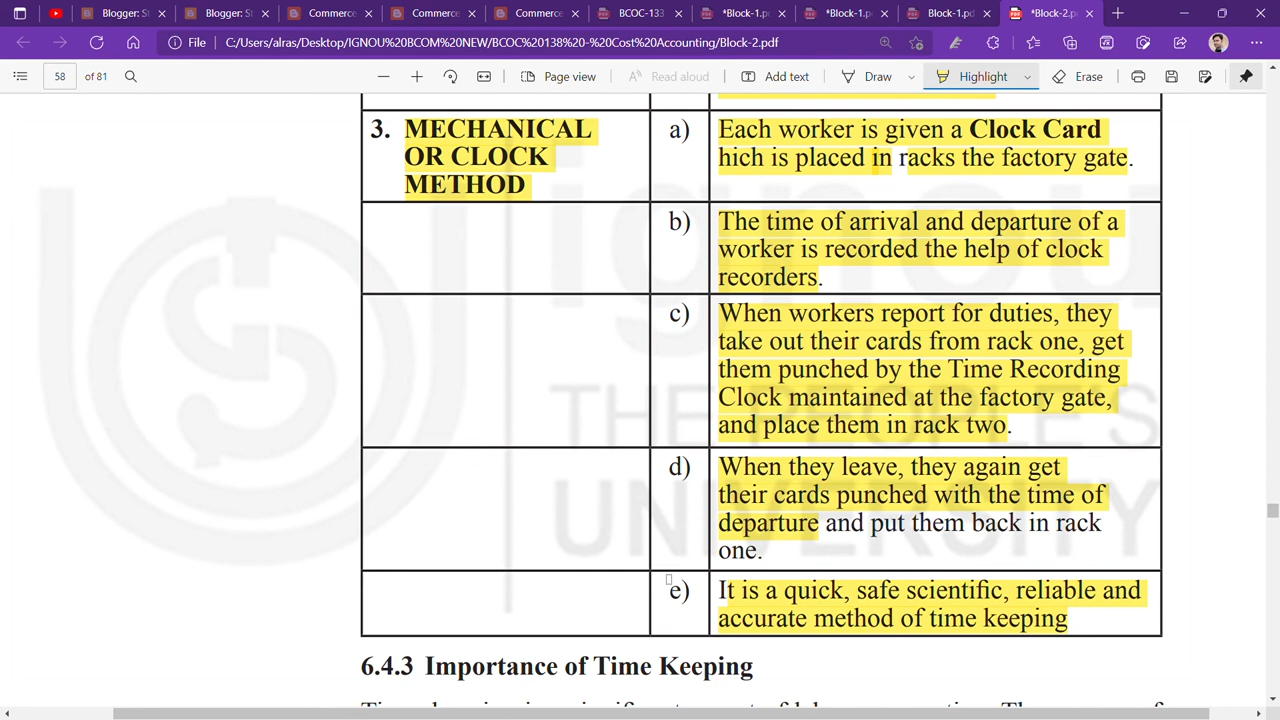 Blogger: S
Blogger: St
Commerce
Commerce
Commerce
BCOC-133
*Block-1.p
*Block-1.p
Block-1.pd
*Block-2.p
File
C:/Users/alras/Desktop/IGNOU%20BCOM%20NEW/BCOC%20138%20-%20Cost%20Accounting/Block-2.pdf
58 of 81
Page view
Read aloud
Add text
Draw
Highlight
Erase
3. MECHANICAL
OR CLOCK
METHOD
a) Each worker is given a Clock Card
hich is placed in racks the factory gate.
b) The time of arrival and departure of a
worker is recorded the help of clock
recorders.
c) When workers report for duties, they
take out their cards from rack one, get
them punched by the Time Recording
Clock maintained at the factory gate,
and place them in rack two.
d) When they leave, they again get
their cards punched with the time of
departure and put them back in rack
one.
e) It is a quick, safe scientific, reliable and
accurate method of time keeping
6.4.3 Importance of Time Keeping
ignou
THE PEOPLE'S
UNIVERSITY